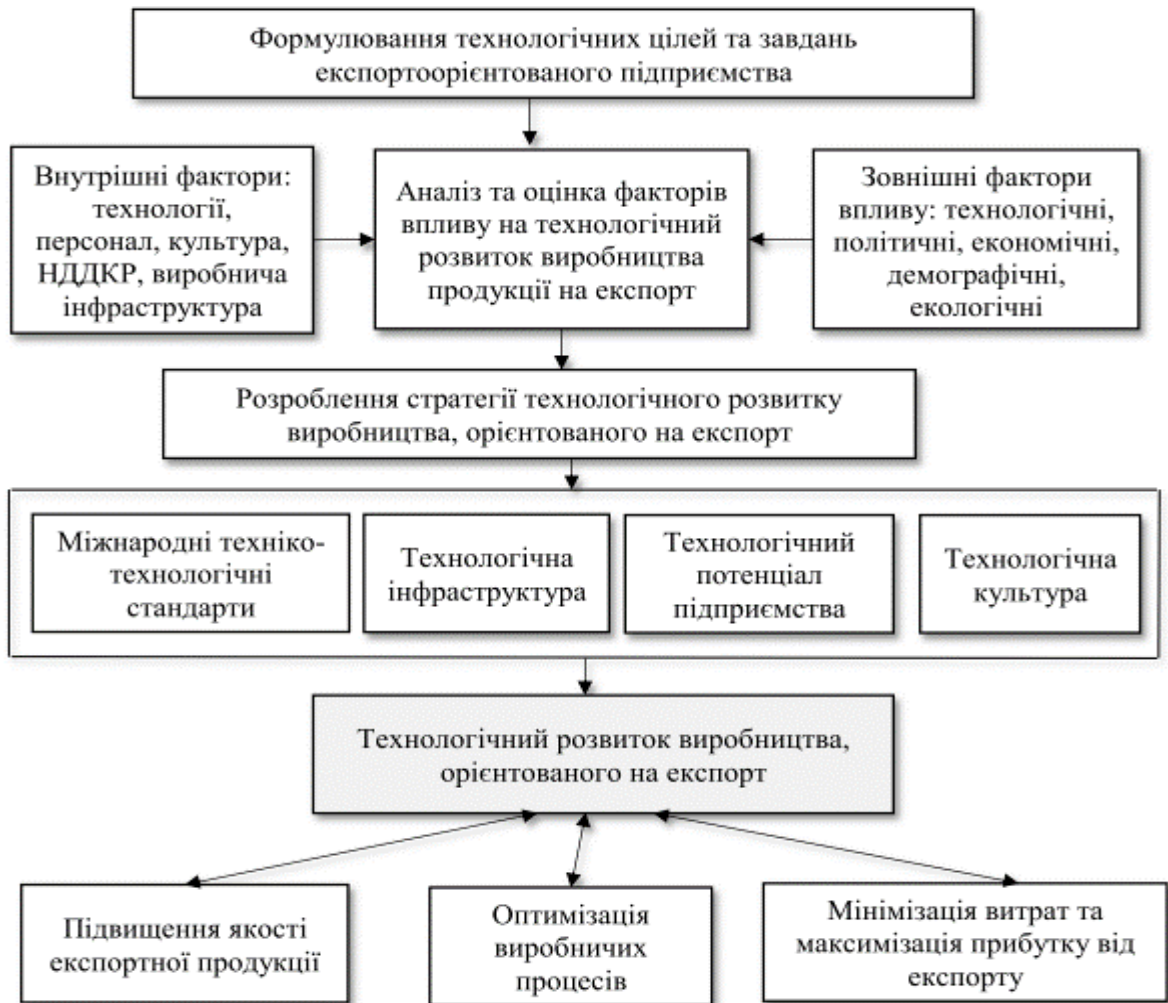 Формулювання технологічних цілей та завдань
експортоорієнтованого підприємства
Внутрішні фактори:
технології,
персонал, культура,
НДДКР, виробнича
інфраструктура
Аналіз та оцінка факторів
впливу на технологічний
розвиток виробництва
продукції на експорт
Зовнішні фактори
впливу: технологічні,
політичні, економічні,
демографічні,
екологічні
Розроблення стратегії технологічного розвитку
виробництва, орієнтованого на експорт
Міжнародні техніко-
технологічні
стандарти
Технологічна
інфраструктура
Технологічний
потенціал
підприємства
Технологічна
культура
Технологічний розвиток виробництва,
орієнтованого на експорт
Підвищення якості
експортної продукції
Оптимізація
виробничих
процесів
Мінімізація витрат та
максимізація прибутку від
експорту